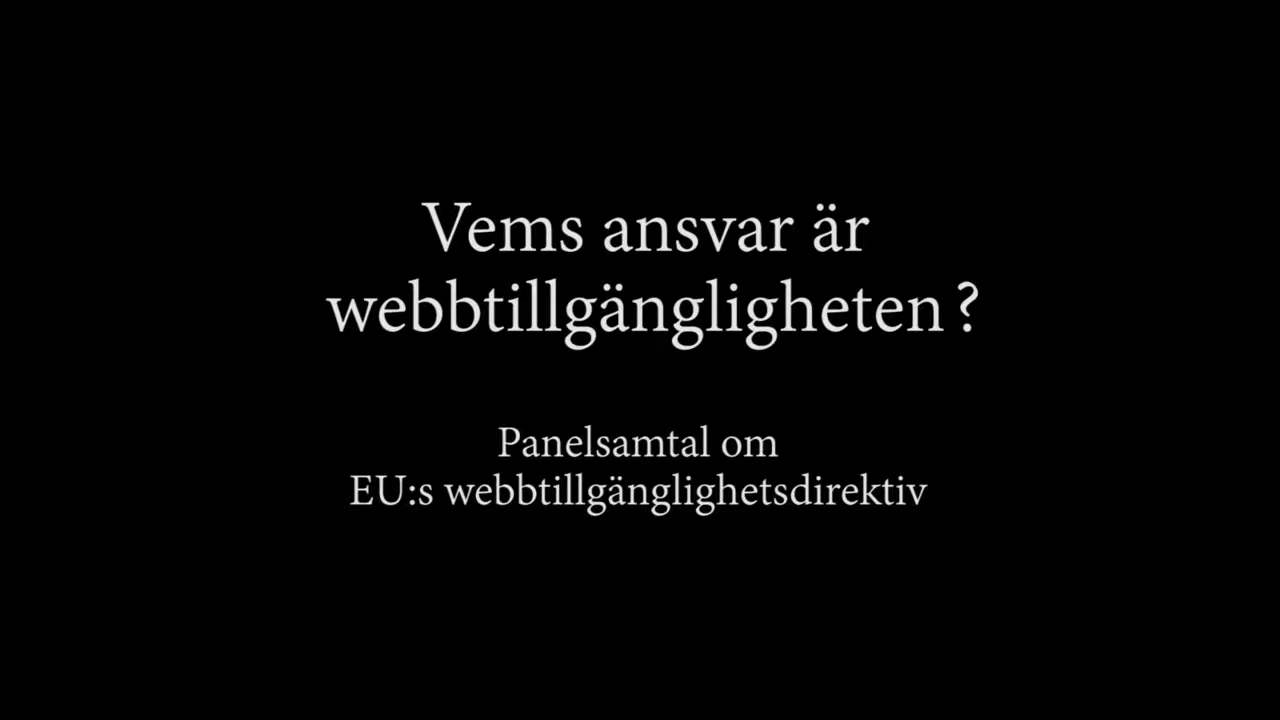 Vems ansvar är
webbtillgängligheten?
Panelsamtal om
EU:s webbtillgänglighetsdirektiv